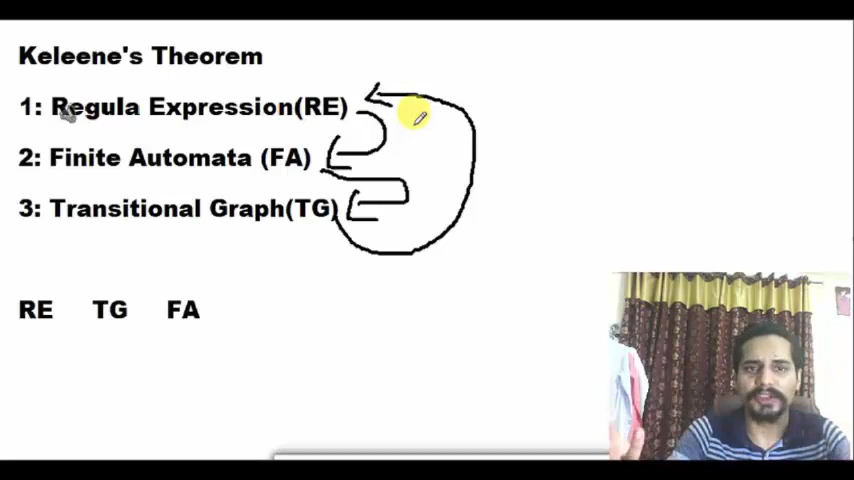 Keleene's Theorem
1: Regula Expression(RE)
2: Finite Automata (FA)
3: Transitional Graph(TG)
RE TG FA